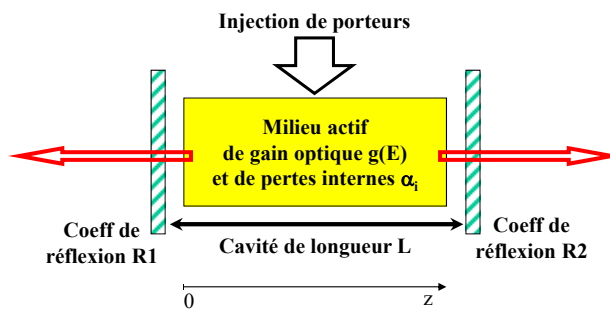 Injection de porteurs
Milieu actif
de gain optique g(E)
et de pertes internes αi
Coeff de
réflexion R1
Cavité de longueur L
Coeff de
réflexion R2
0
z